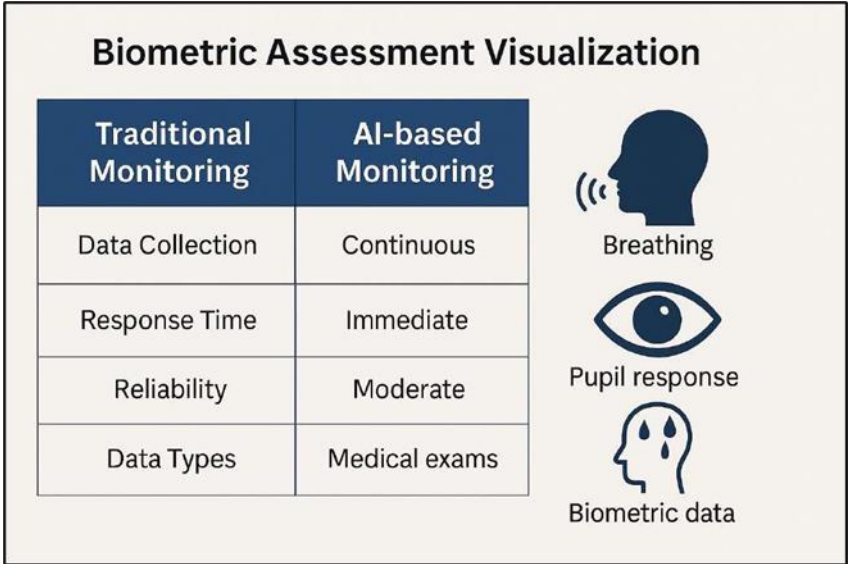 Biometric Assessment Visualization
Traditional Monitoring
AI-based Monitoring
Data Collection
Continuous
Response Time
Immediate
Reliability
Moderate
Data Types
Medical exams
Breathing
Pupil response
Biometric data